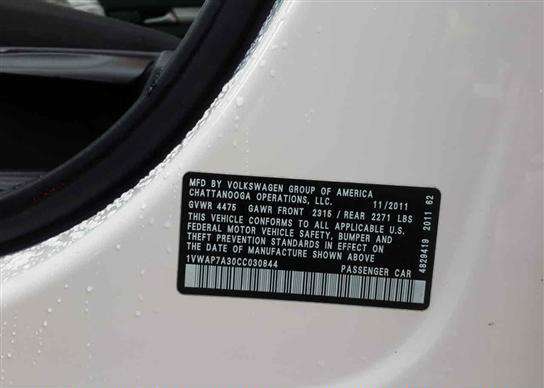 MFD BY VOLKSWAGEN GROUP OF AMERICA
CHATTANOOGA OPERATIONS, LLC. 11/2011
GVWR 4475 GAWR FRONT 2315 / REAR 2271 LBS
THIS VEHICLE CONFORMS TO ALL APPLICABLE U.S.
FEDERAL MOTOR VEHICLE SAFETY, BUMPER AND
THEFT PREVENTION STANDARDS IN EFFECT ON
THE DATE OF MANUFACTURE SHOWN ABOVE
1VWAP7A30CC030844 PASSENGER CAR
4829419 2011 62